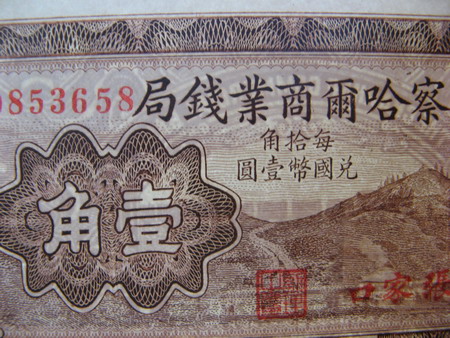 察哈爾商業錢局
0853658
每拾角
兌國幣壹圓
壹角
張家口